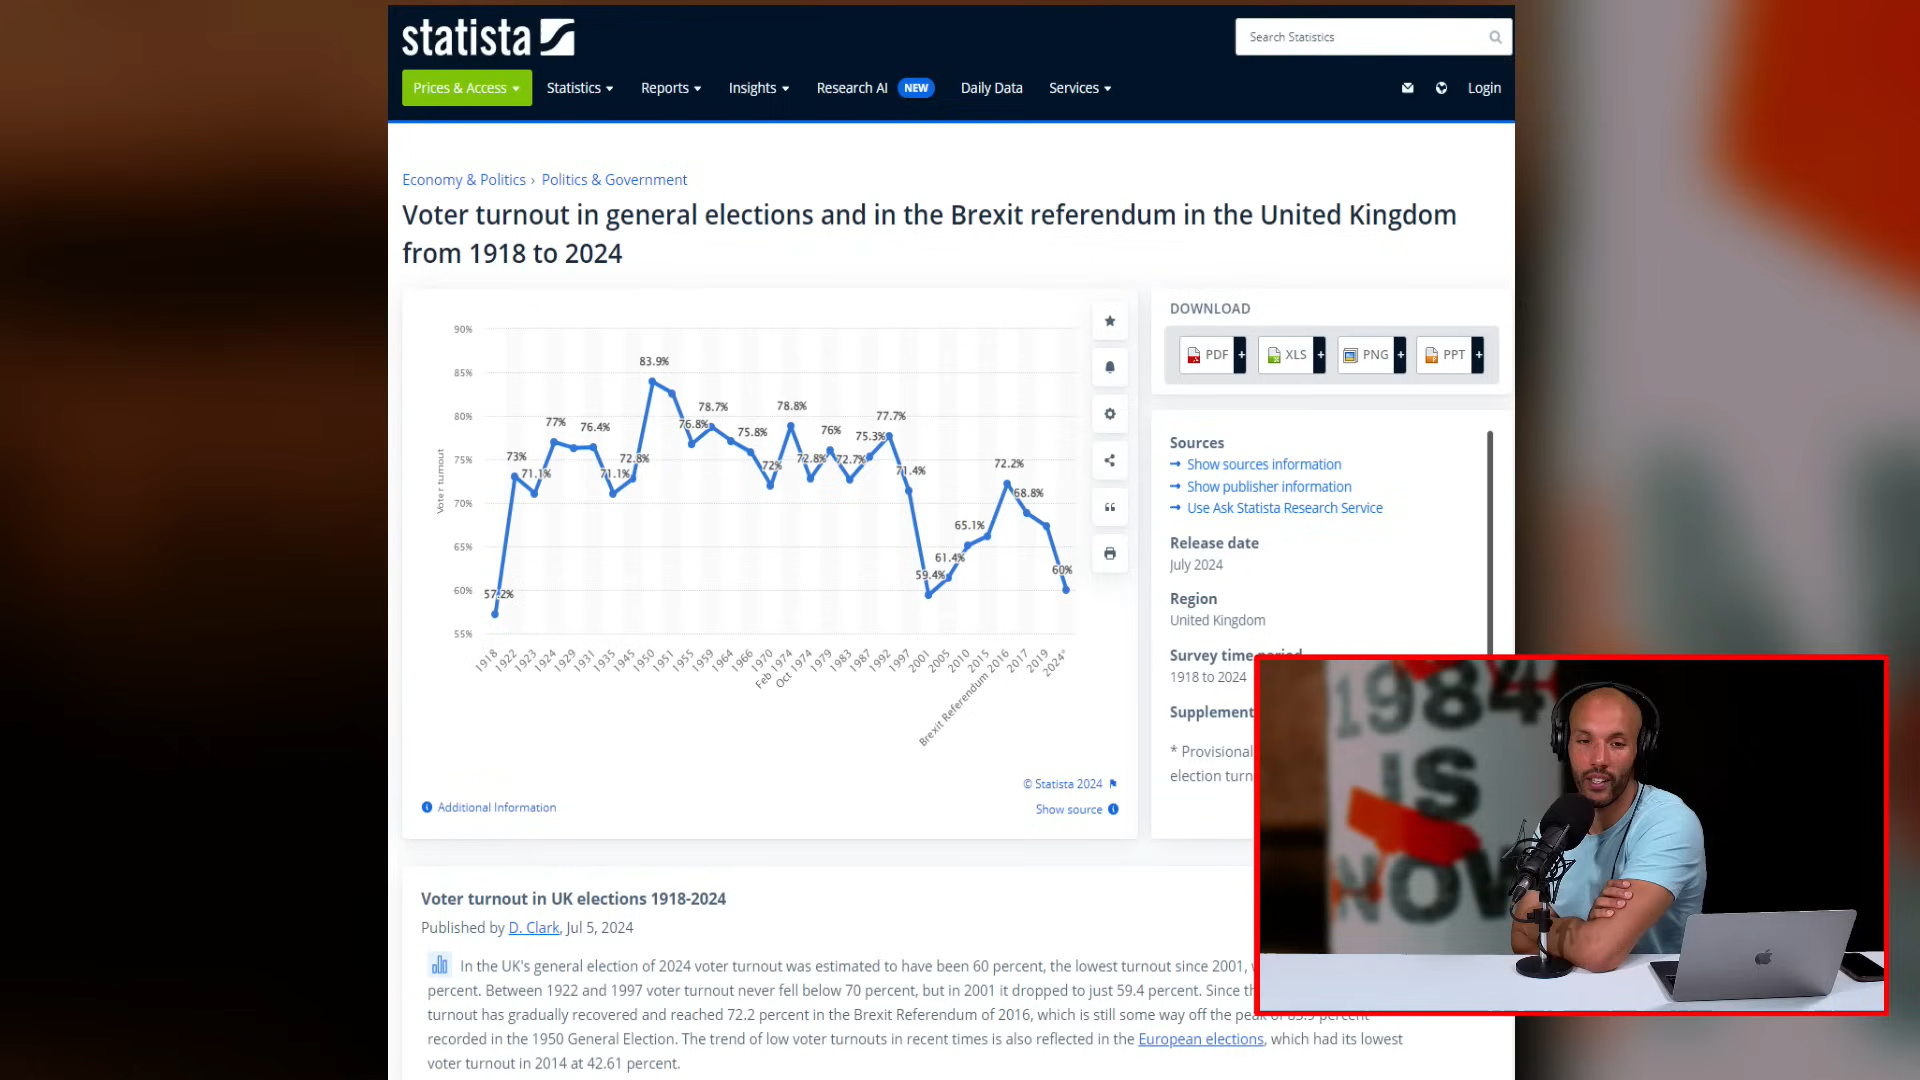 statista
Search Statistics
Prices & Access
Statistics
Reports
Insights
Research AI NEW
Daily Data
Services
Login
Economy & Politics › Politics & Government
Voter turnout in general elections and in the Brexit referendum in the United Kingdom
from 1918 to 2024
Voter turnout
90%
85%
80%
75%
70%
65%
60%
55%
57.2%
73%
71.1%
77%
76.4%
71.1%
72.8%
83.9%
76.8%
78.7%
75.8%
72%
78.8%
72.8%
76%
72.7%
75.3%
77.7%
71.4%
59.4%
61.4%
65.1%
72.2%
68.8%
60%
1918
1922
1923
1924
1929
1931
1935
1945
1950
1951
1955
1959
1964
1966
1970
Feb 1974
Oct 1974
1979
1983
1987
1992
1997
2001
2005
2010
2015
Brexit Referendum 2016
2017
2019
2024*
© Statista 2024
Additional Information
Show source
DOWNLOAD
PDF +
XLS +
PNG +
PPT +
Sources
→ Show sources information
→ Show publisher information
→ Use Ask Statista Research Service
Release date
July 2024
Region
United Kingdom
Survey time period
1918 to 2024
Supplement
* Provisional
election turn
1984
IS
NOW
Voter turnout in UK elections 1918-2024
Published by D. Clark, Jul 5, 2024
In the UK's general election of 2024 voter turnout was estimated to have been 60 percent, the lowest turnout since 2001,
percent. Between 1922 and 1997 voter turnout never fell below 70 percent, but in 2001 it dropped to just 59.4 percent. Since
turnout has gradually recovered and reached 72.2 percent in the Brexit Referendum of 2016, which is still some way off the peak of 83.9 percent
recorded in the 1950 General Election. The trend of low voter turnouts in recent times is also reflected in the European elections, which had its lowest
voter turnout in 2014 at 42.61 percent.